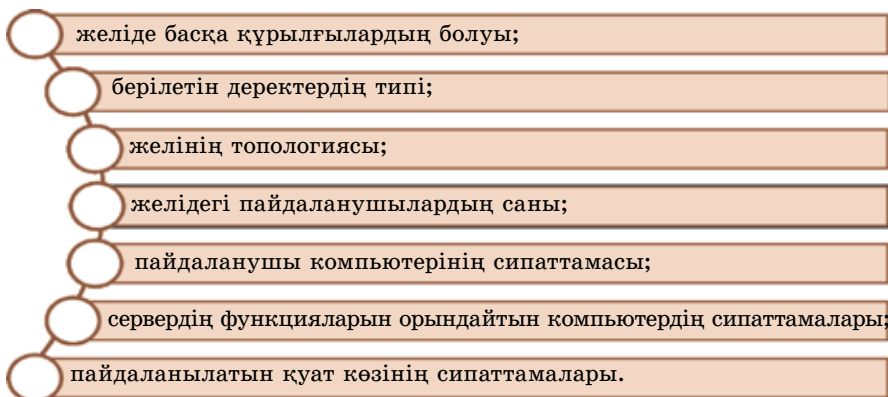 желіде басқа құрылғылардың болуы;
берілетін деректердің типі;
желінің топологиясы;
желідегі пайдаланушылардың саны;
пайдаланушы компьютерінің сипаттамасы;
сервердің функцияларын орындайтын компьютердің сипаттамалары;
пайдаланылатын қуат көзінің сипаттамалары.